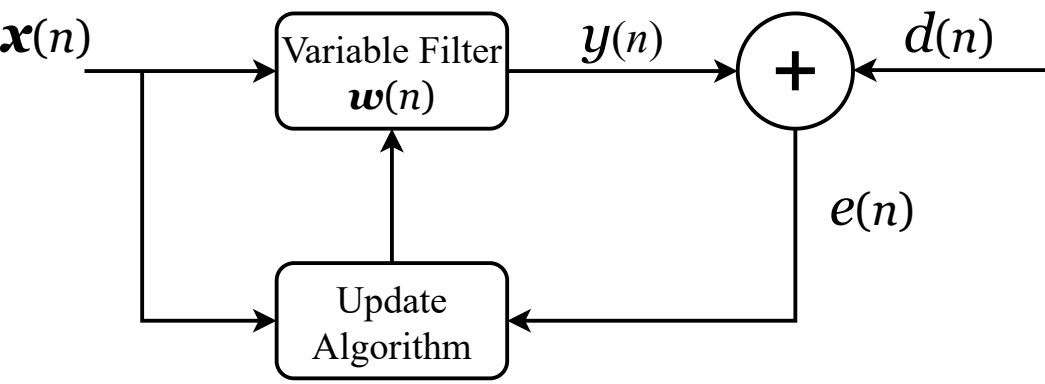 x(n)
Variable Filter
w(n)
y(n)
+
d(n)
e(n)
Update
Algorithm